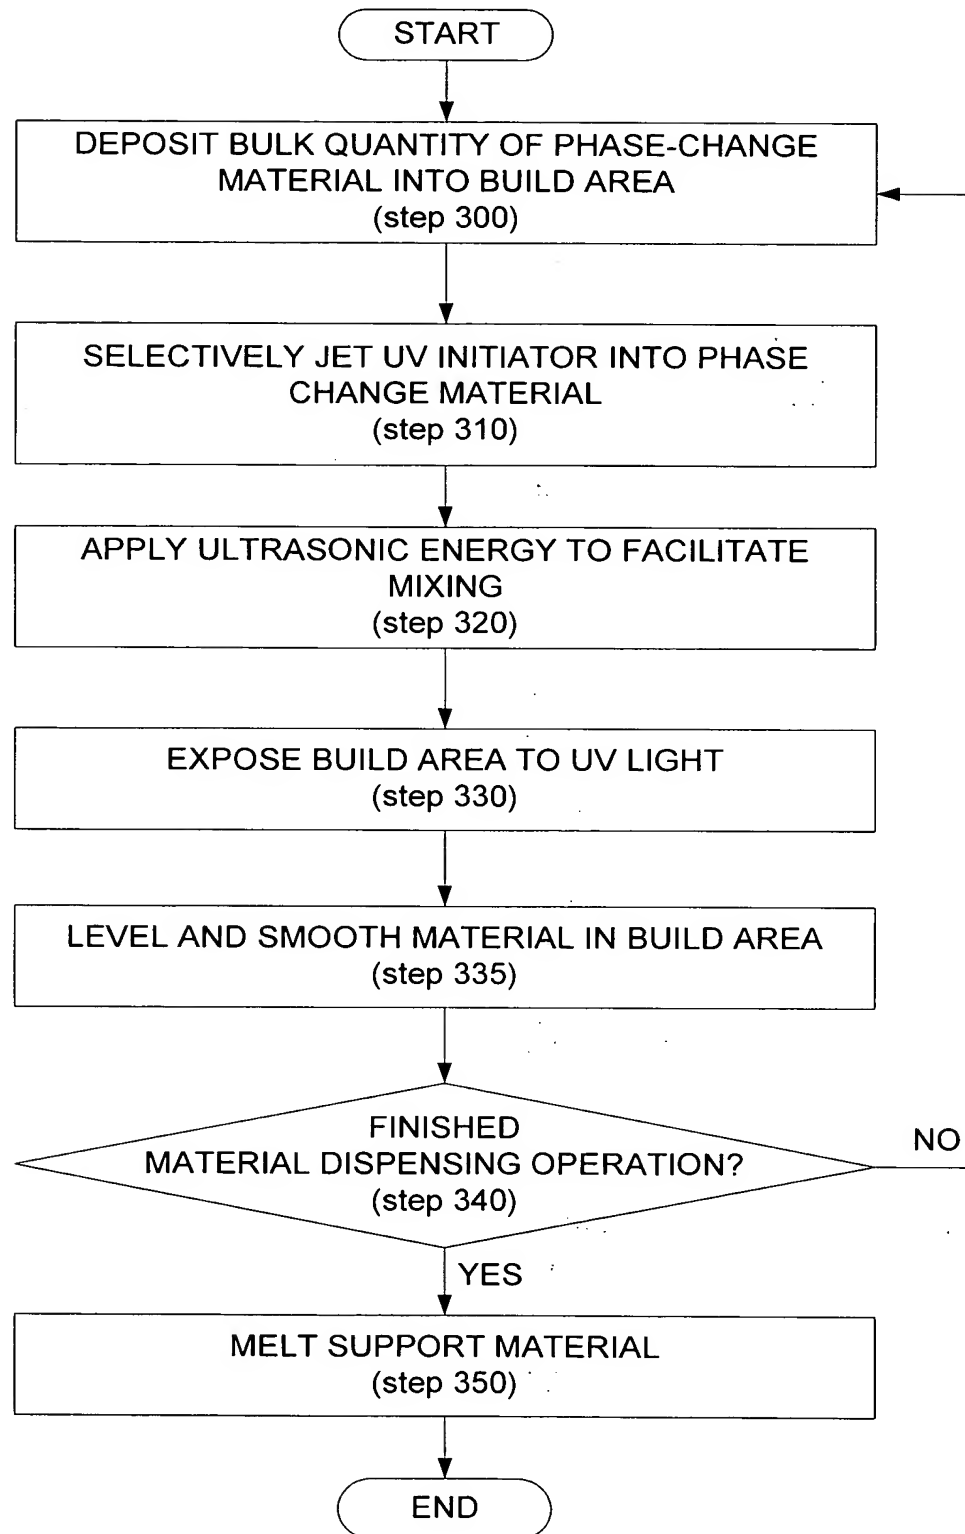 START
DEPOSIT BULK QUANTITY OF PHASE-CHANGE
MATERIAL INTO BUILD AREA
(step 300)
SELECTIVELY JET UV INITIATOR INTO PHASE
CHANGE MATERIAL
(step 310)
APPLY ULTRASONIC ENERGY TO FACILITATE
MIXING
(step 320)
EXPOSE BUILD AREA TO UV LIGHT
(step 330)
LEVEL AND SMOOTH MATERIAL IN BUILD AREA
(step 335)
FINISHED
MATERIAL DISPENSING OPERATION?
(step 340)
NO
YES
MELT SUPPORT MATERIAL
(step 350)
END